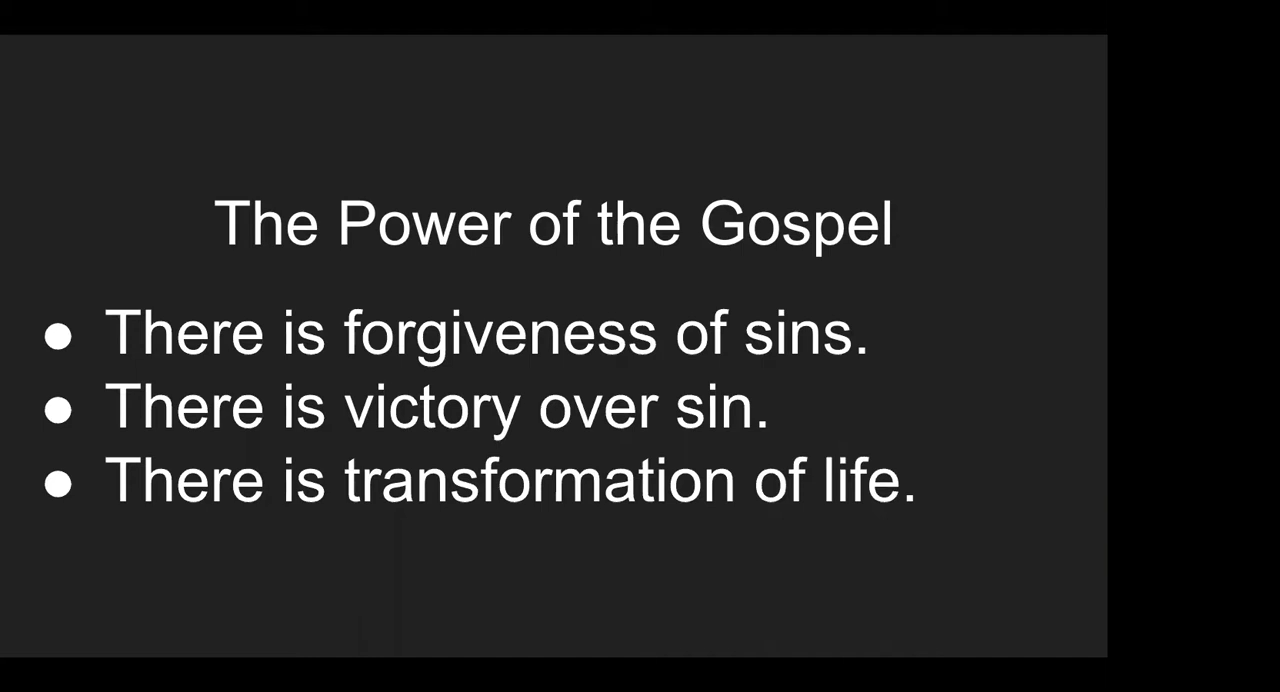 The Power of the Gospel
● There is forgiveness of sins.
● There is victory over sin.
● There is transformation of life.